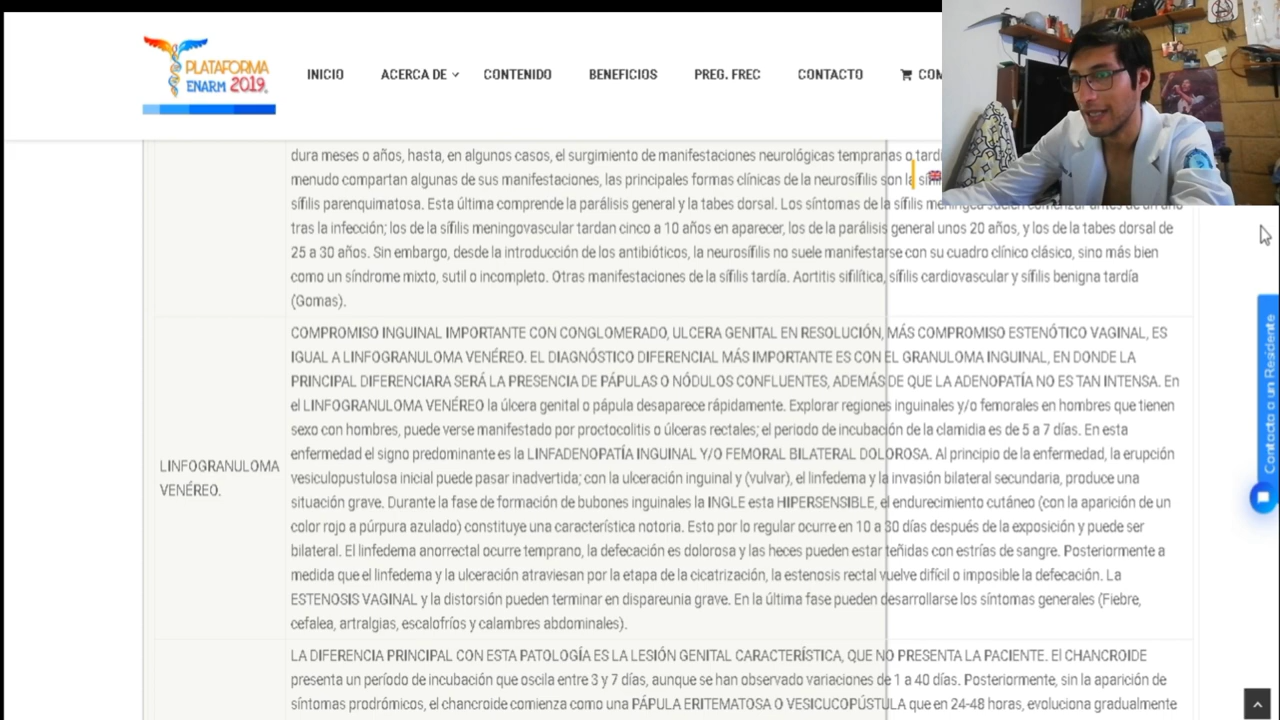 PLATAFORMA
ENARM 2019
INICIO
ACERCA DE
CONTENIDO
BENEFICIOS
PREG. FREC
CONTACTO
dura meses o años, hasta, en algunos casos, el surgimiento de manifestaciones neurológicas tempranas o
menudo compartan algunas de sus manifestaciones, las principales formas clínicas de la neurosífilis son la
sífilis parenquimatosa. Esta última comprende la parálisis general y la tabes dorsal. Los síntomas de la sífilis
tras la infección; los de la sífilis meningovascular tardan cinco a 10 años en aparecer, los de la parálisis general unos 20 años, y los de la tabes dorsal de
25 a 30 años. Sin embargo, desde la introducción de los antibióticos, la neurosífilis no suele manifestarse con su cuadro clínico clásico, sino más bien
como un síndrome mixto, sutil o incompleto. Otras manifestaciones de la sífilis tardía. Aortitis sifilítica, sífilis cardiovascular y sífilis benigna tardía
(Gomas).
LINFOGRANULOMA
VENÉREO.
COMPROMISO INGUINAL IMPORTANTE CON CONGLOMERADO, ULCERA GENITAL EN RESOLUCIÓN, MÁS COMPROMISO ESTENÓTICO VAGINAL, ES
IGUAL A LINFOGRANULOMA VENÉREO. EL DIAGNÓSTICO DIFERENCIAL MÁS IMPORTANTE ES CON EL GRANULOMA INGUINAL, EN DONDE LA
PRINCIPAL DIFERENCIARA SERÁ LA PRESENCIA DE PÁPULAS O NÓDULOS CONFLUENTES, ADEMÁS DE QUE LA ADENOPATÍA NO ES TAN INTENSA. En
el LINFOGRANULOMA VENÉREO la úlcera genital o pápula desaparece rápidamente. Explorar regiones inguinales y/o femorales en hombres que tienen
sexo con hombres, puede verse manifestado por proctocolitis o úlceras rectales; el periodo de incubación de la clamidia es de 5 a 7 días. En esta
enfermedad el signo predominante es la LINFADENOPATÍA INGUINAL Y/O FEMORAL BILATERAL DOLOROSA. Al principio de la enfermedad, la erupción
vesiculopustulosa inicial puede pasar inadvertida; con la ulceración inguinal y (vulvar), el linfedema y la invasión bilateral secundaria, produce una
situación grave. Durante la fase de formación de bubones inguinales la INGLE esta HIPERSENSIBLE, el endurecimiento cutáneo (con la aparición de un
color rojo a púrpura azulado) constituye una característica notoria. Esto por lo regular ocurre en 10 a 30 días después de la exposición y puede ser
bilateral. El linfedema anorrectal ocurre temprano, la defecación es dolorosa y las heces pueden estar teñidas con estrías de sangre. Posteriormente a
medida que el linfedema y la ulceración atraviesan por la etapa de la cicatrización, la estenosis rectal vuelve difícil o imposible la defecación. La
ESTENOSIS VAGINAL y la distorsión pueden terminar en dispareunia grave. En la última fase pueden desarrollarse los síntomas generales (Fiebre,
cefalea, artralgias, escalofríos y calambres abdominales).
LA DIFERENCIA PRINCIPAL CON ESTA PATOLOGÍA ES LA LESIÓN GENITAL CARACTERÍSTICA, QUE NO PRESENTA LA PACIENTE. El CHANCROIDE
presenta un período de incubación que oscila entre 3 y 7 días, aunque se han observado variaciones de 1 a 40 días. Posteriormente, sin la aparición de
síntomas prodrómicos, el chancroide comienza como una PÁPULA ERITEMATOSA O VESICUCOPÚSTULA que en 24-48 horas, evoluciona gradualmente
Contacto a un Residente